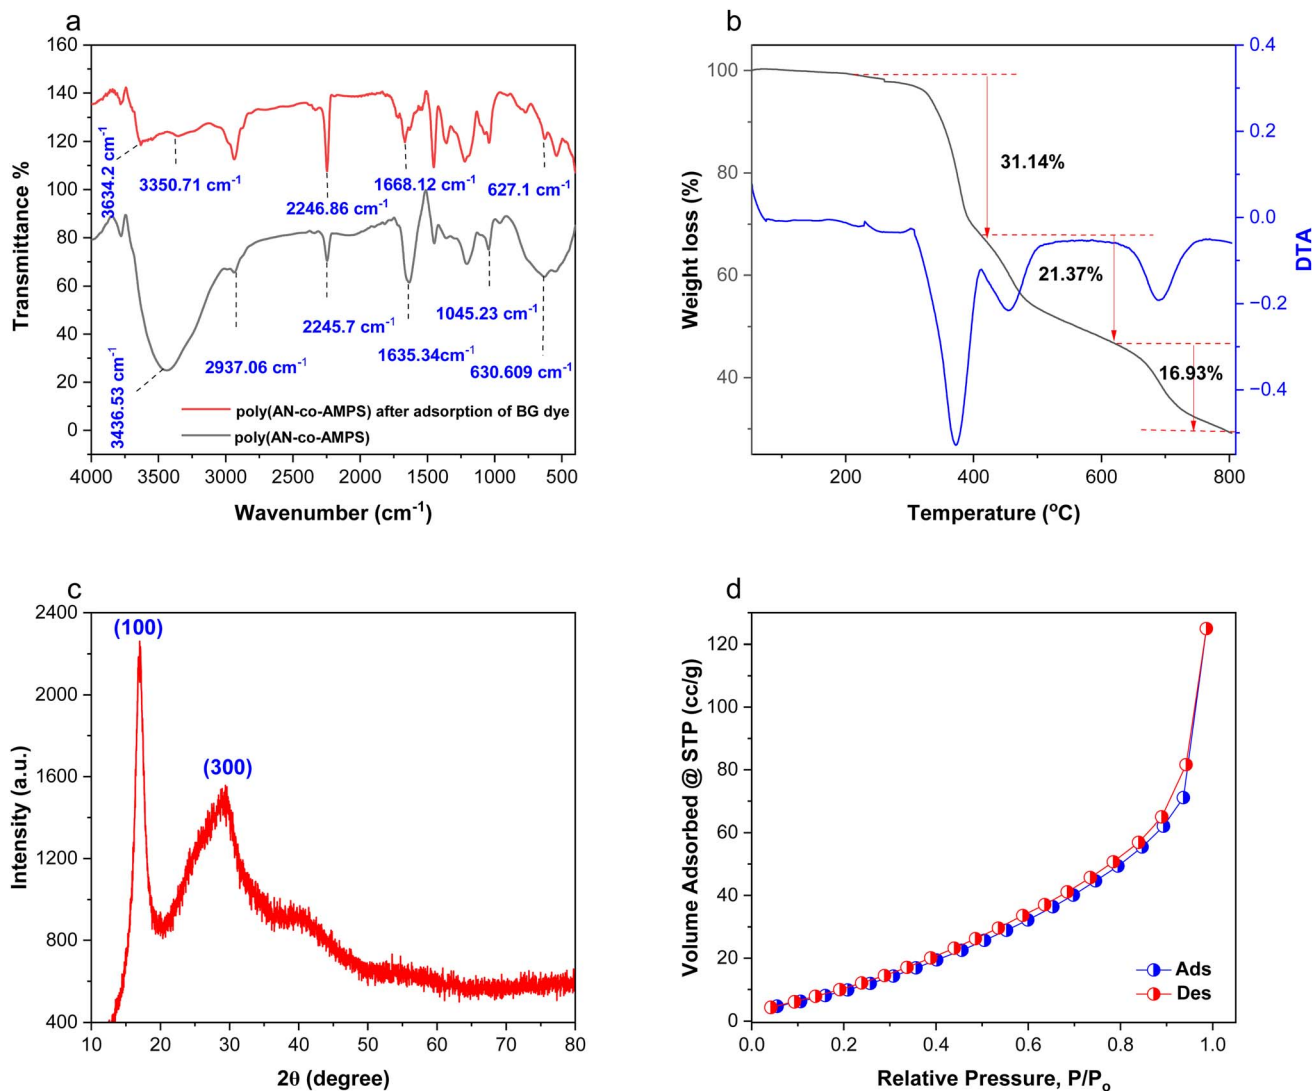 a
160
140
120
100
80
60
40
20
0
Transmittance %
3634.2 cm-1
3350.71 cm-1
2246.86 cm-1
1668.12 cm-1
627.1 cm-1
3436.53 cm-1
2937.06 cm-1
2245.7 cm-1
1635.34cm-1
1045.23 cm-1
630.609 cm-1
poly(AN-co-AMPS) after adsorption of BG dye
poly(AN-co-AMPS)
4000 3500 3000 2500 2000 1500 1000 500
Wavenumber (cm-1)
b
100
80
60
40
Weight loss (%)
31.14%
21.37%
16.93%
0.4
0.2
0.0
−0.2
−0.4
DTA
200 400 600 800
Temperature (oC)
c
2400
2000
1600
1200
800
400
Intensity (a.u.)
(100)
(300)
10 20 30 40 50 60 70 80
2θ (degree)
d
120
100
80
60
40
20
0
Volume Adsorbed @ STP (cc/g)
Ads
Des
0.0 0.2 0.4 0.6 0.8 1.0
Relative Pressure, P/Po